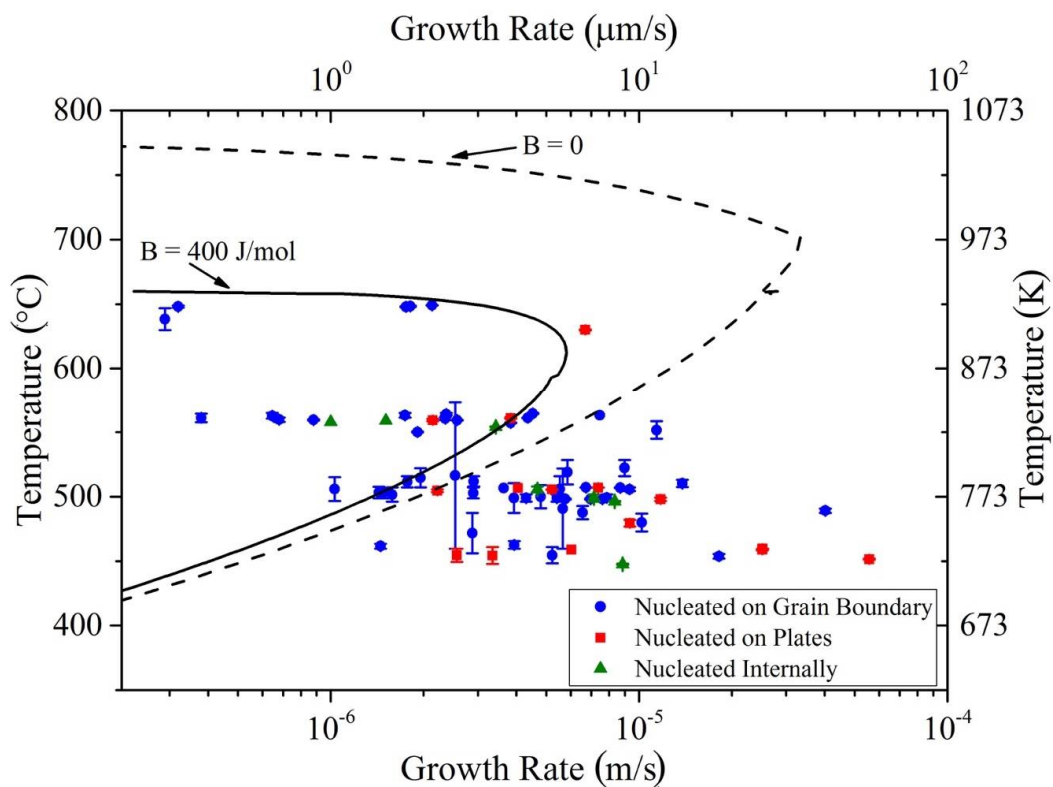 Growth Rate (μm/s)
10⁰ 10¹ 10²
800 1073
B = 0
700 973
B = 400 J/mol
600 873
Temperature (°C)
Temperature (K)
500 773
400 673
Nucleated on Grain Boundary
Nucleated on Plates
Nucleated Internally
10⁻⁶ 10⁻⁵ 10⁻⁴
Growth Rate (m/s)